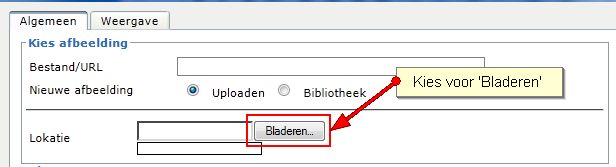 Algemeen Weergave
Kies afbeelding
Bestand/URL
Kies voor 'Bladeren'
Nieuwe afbeelding Uploaden Bibliotheek
Lokatie Bladeren...